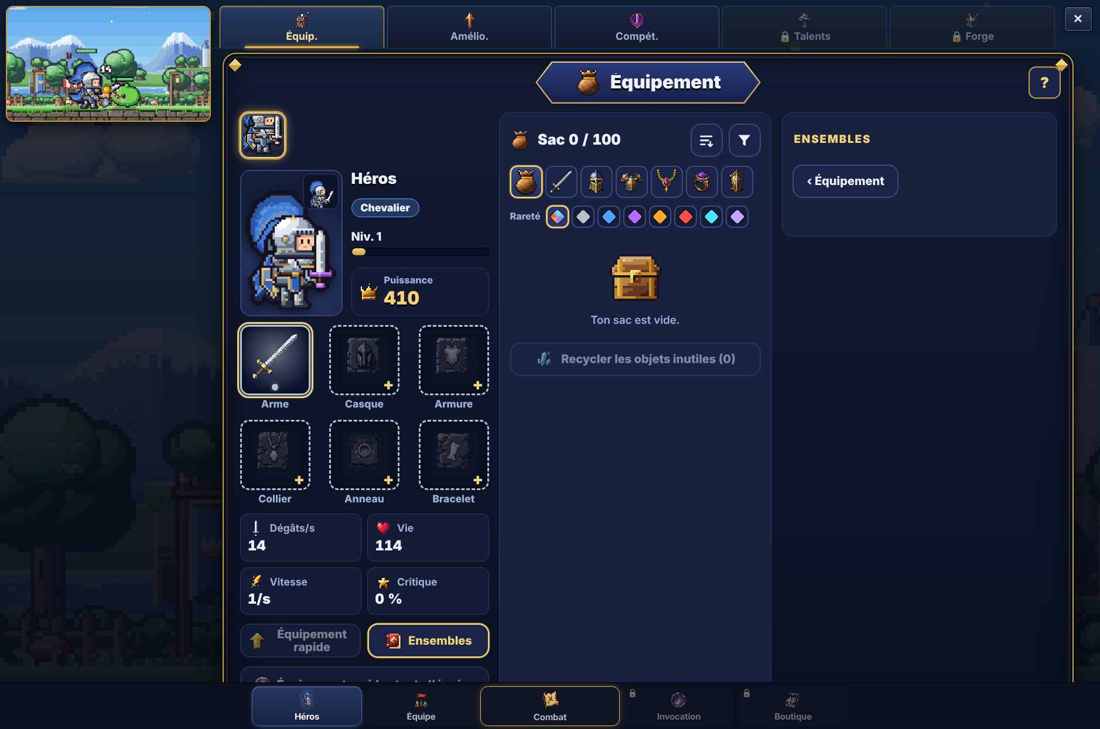 Équip.
Amélio.
Compét.
Talents
Forge
×
14
Équipement
?
Héros
Chevalier
Niv. 1
Puissance
410
Arme
Casque
Armure
Collier
Anneau
Bracelet
Dégâts/s
14
Vie
114
Vitesse
1/s
Critique
0 %
Équipement
rapide
Ensembles
Sac 0 / 100
Rareté
Ton sac est vide.
Recycler les objets inutiles (0)
ENSEMBLES
‹ Équipement
Héros
Équipe
Combat
Invocation
Boutique